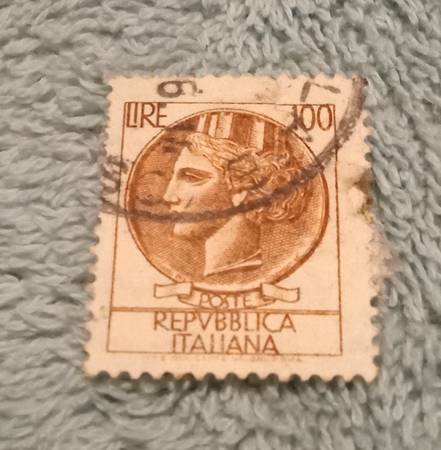 LIRE 100
POSTE
REPVBBLICA
ITALIANA